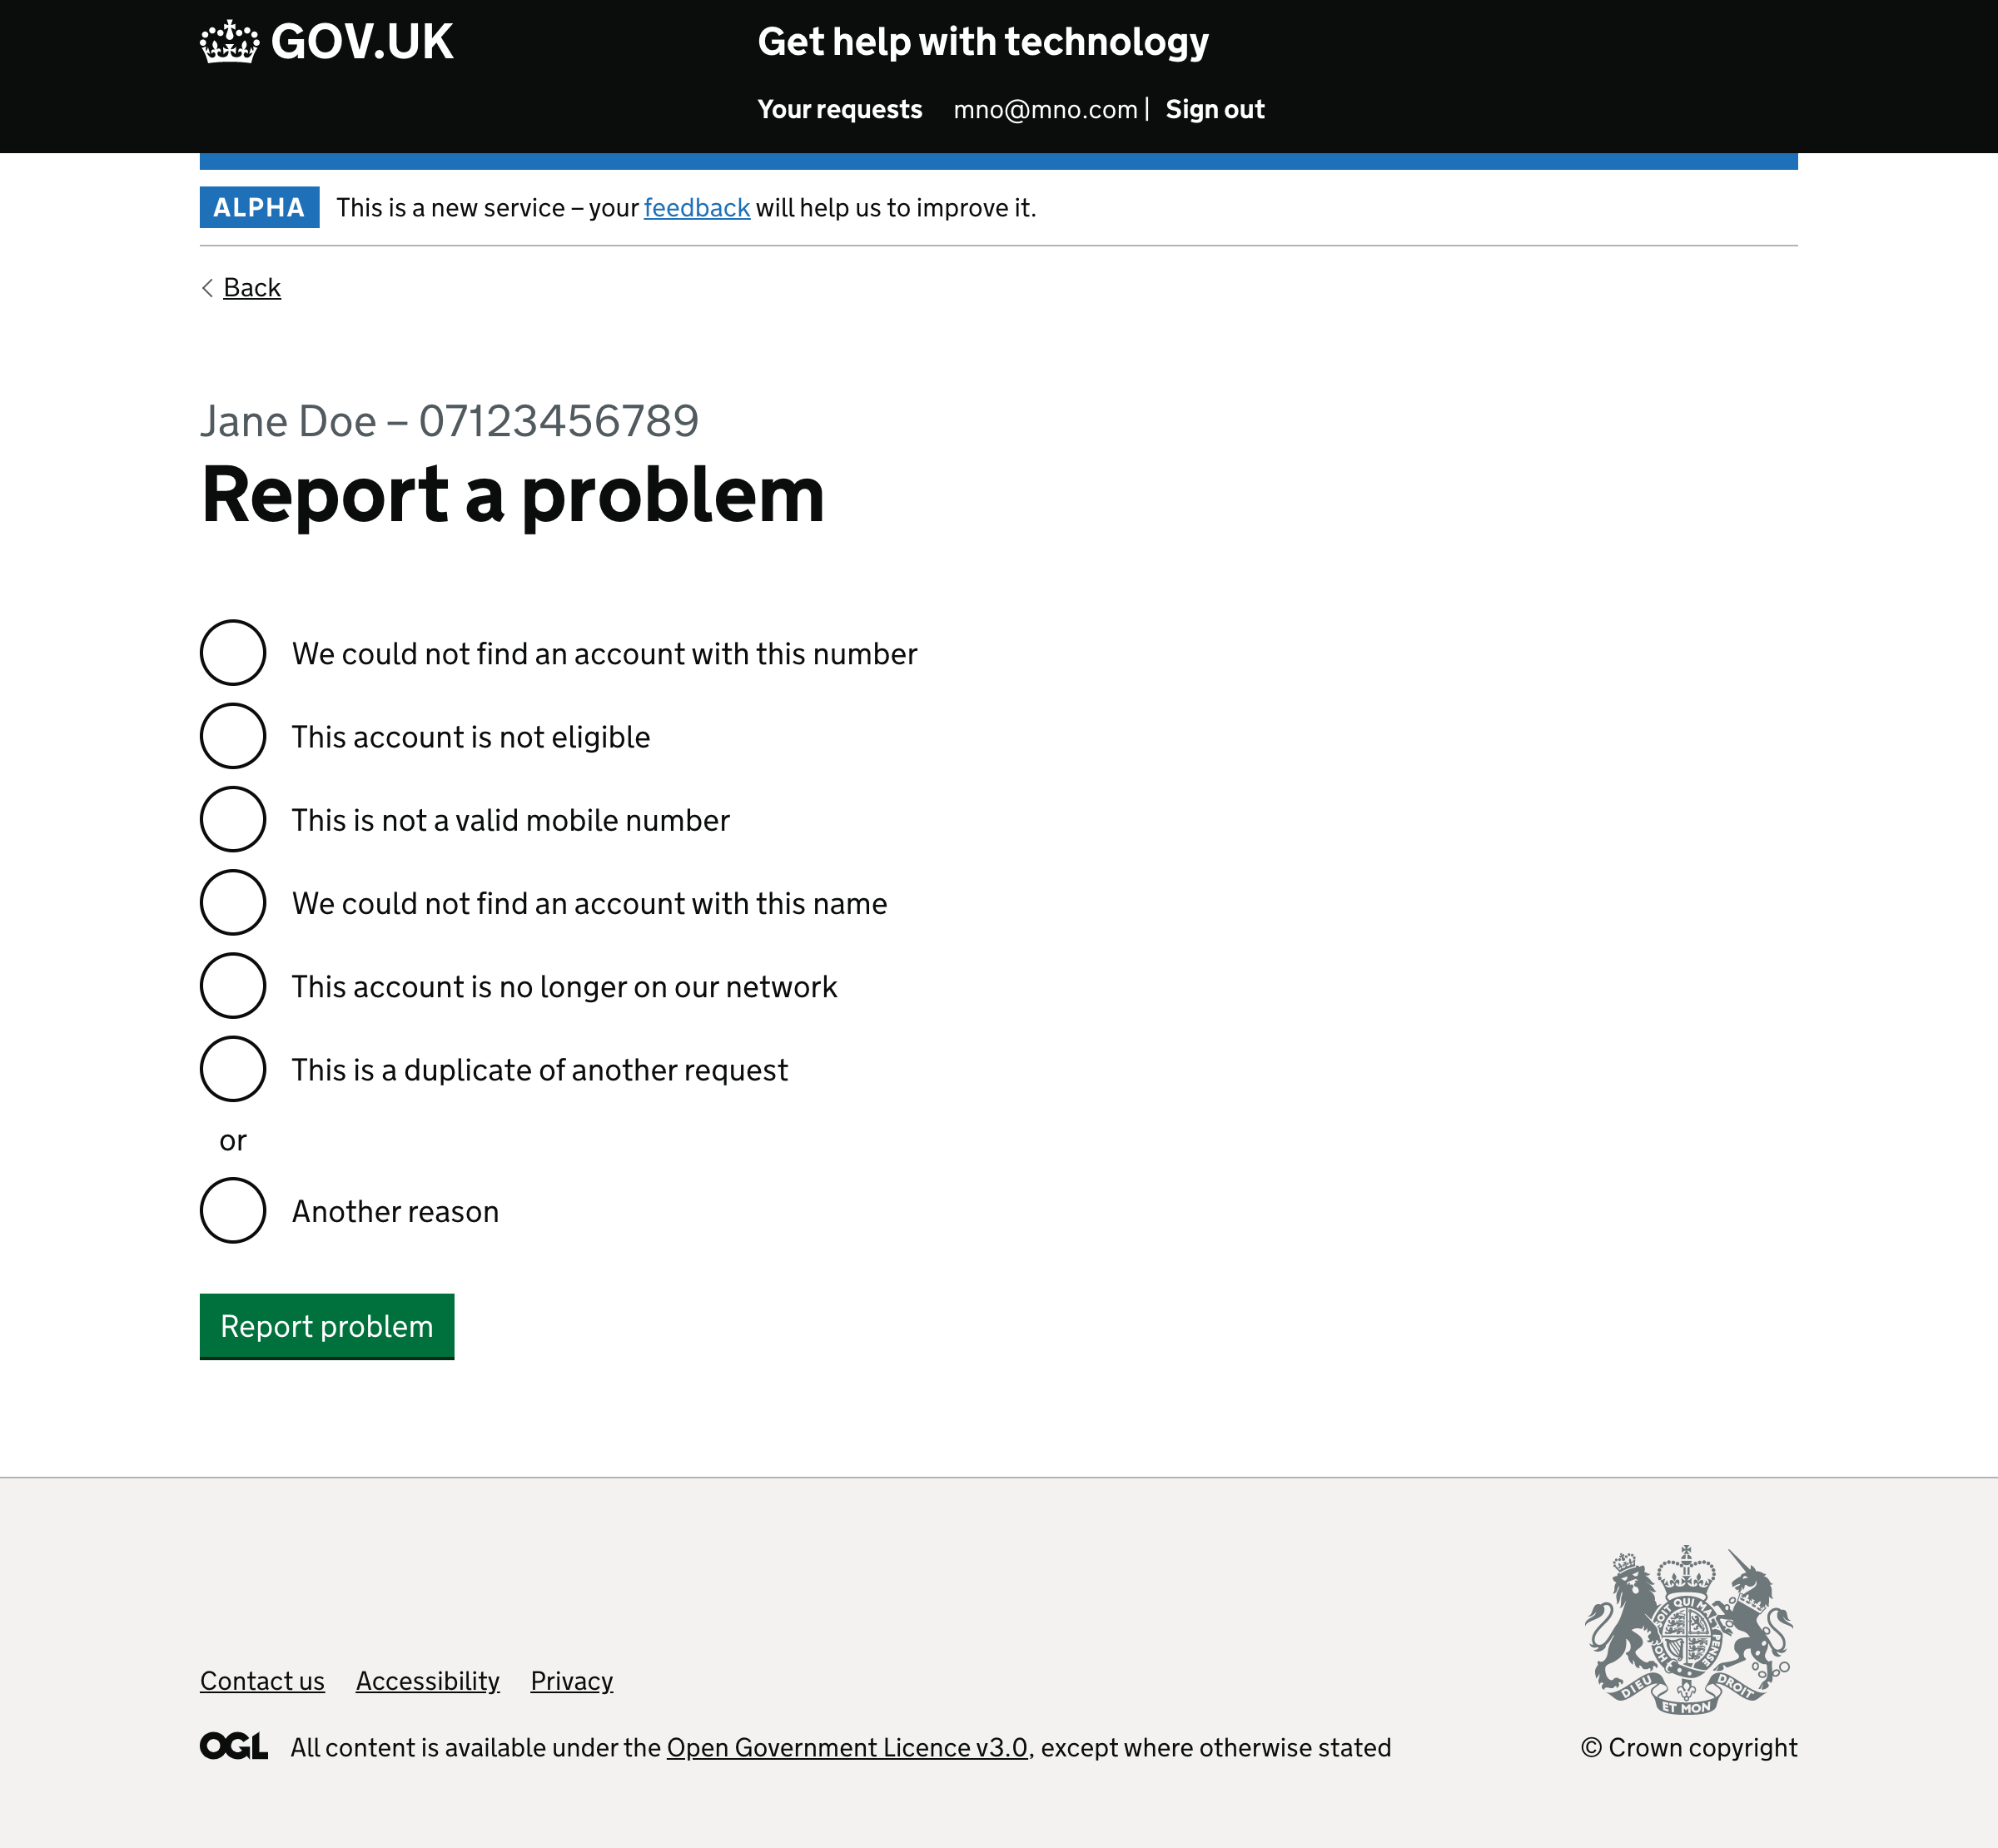 GOV.UK
Get help with technology
Your requests mno@mno.com | Sign out
ALPHA This is a new service – your feedback will help us to improve it.
Back
Jane Doe – 07123456789
Report a problem
We could not find an account with this number
This account is not eligible
This is not a valid mobile number
We could not find an account with this name
This account is no longer on our network
This is a duplicate of another request
or
Another reason
Report problem
Contact us Accessibility Privacy
OGL All content is available under the Open Government Licence v3.0, except where otherwise stated
DIEU ET MON DROIT
© Crown copyright